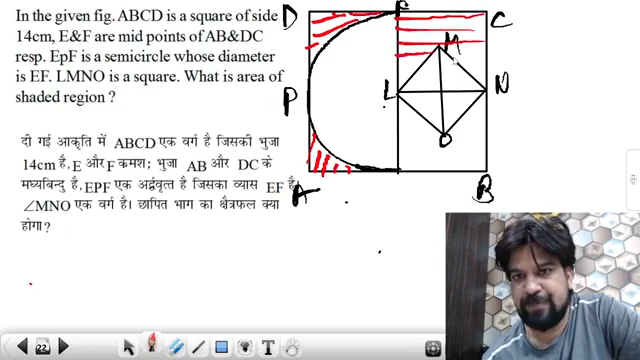 In the given fig. ABCD is a square of side
14cm, E&F are mid points of AB&DC
resp. EpF is a semicircle whose diameter
is EF. LMNO is a square. What is area of
shaded region ?
दी गई आकृति में ABCD एक वर्ग है जिसकी भुजा
14cm है, E और F कमश; भुजा AB और DC के
मध्यबिन्दु है, EPF एक अर्द्ववृत्त है जिसका व्यास EF है
∠MNO एक वर्ग है। छापित भाग का क्षैत्रफल क्या
होगा ?
D F C
M
P L N
O
A B
22
T